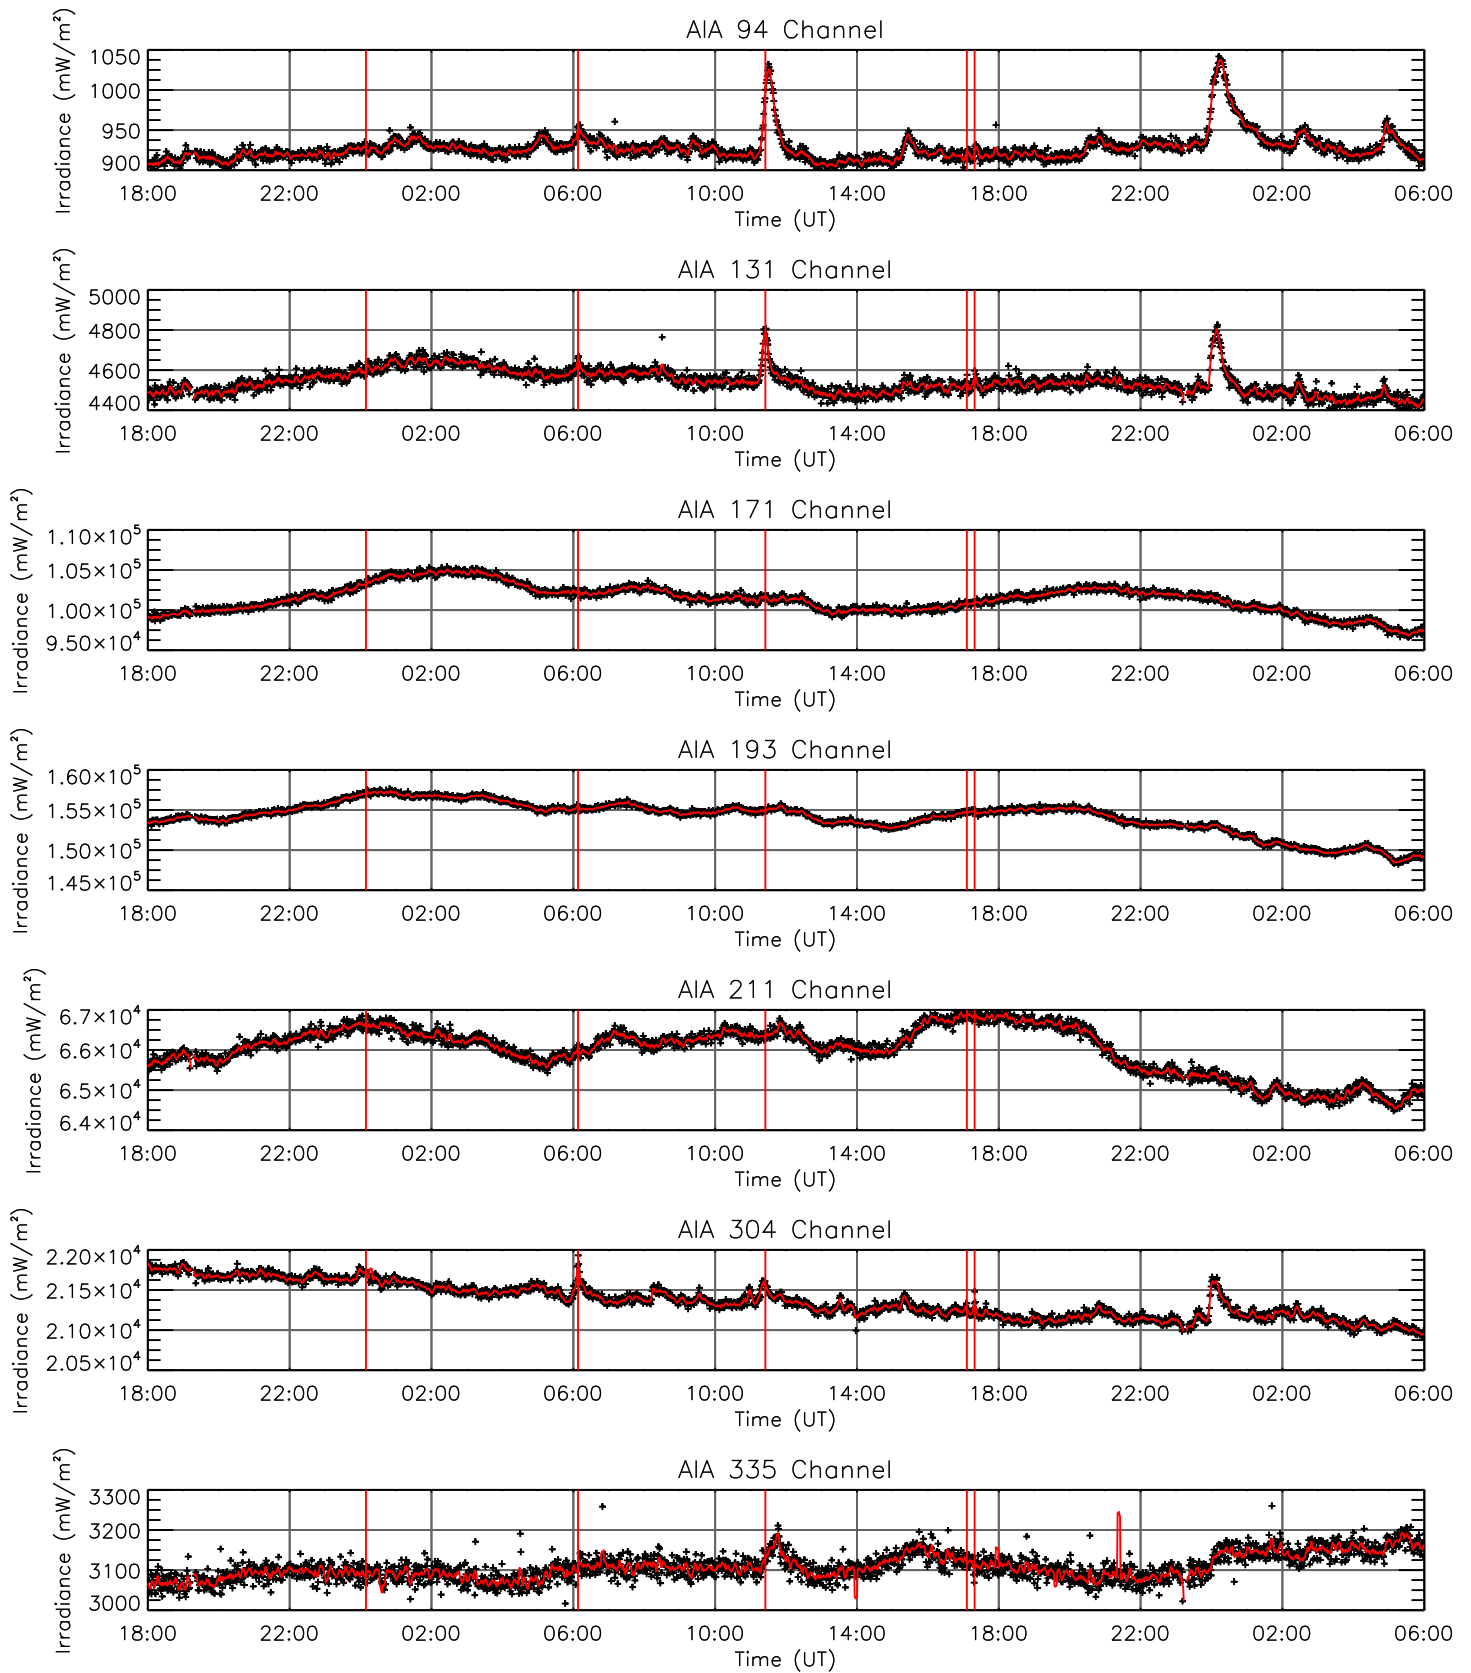 AIA 94 Channel
Irradiance (mW/m²)
1050
1000
950
900
18:00 22:00 02:00 06:00 10:00 14:00 18:00 22:00 02:00 06:00
Time (UT)
AIA 131 Channel
Irradiance (mW/m²)
5000
4800
4600
4400
18:00 22:00 02:00 06:00 10:00 14:00 18:00 22:00 02:00 06:00
Time (UT)
AIA 171 Channel
Irradiance (mW/m²)
1.10×10⁵
1.05×10⁵
1.00×10⁵
9.50×10⁴
18:00 22:00 02:00 06:00 10:00 14:00 18:00 22:00 02:00 06:00
Time (UT)
AIA 193 Channel
Irradiance (mW/m²)
1.60×10⁵
1.55×10⁵
1.50×10⁵
1.45×10⁵
18:00 22:00 02:00 06:00 10:00 14:00 18:00 22:00 02:00 06:00
Time (UT)
AIA 211 Channel
Irradiance (mW/m²)
6.7×10⁴
6.6×10⁴
6.5×10⁴
6.4×10⁴
18:00 22:00 02:00 06:00 10:00 14:00 18:00 22:00 02:00 06:00
Time (UT)
AIA 304 Channel
Irradiance (mW/m²)
2.20×10⁴
2.15×10⁴
2.10×10⁴
2.05×10⁴
18:00 22:00 02:00 06:00 10:00 14:00 18:00 22:00 02:00 06:00
Time (UT)
AIA 335 Channel
Irradiance (mW/m²)
3300
3200
3100
3000
18:00 22:00 02:00 06:00 10:00 14:00 18:00 22:00 02:00 06:00
Time (UT)